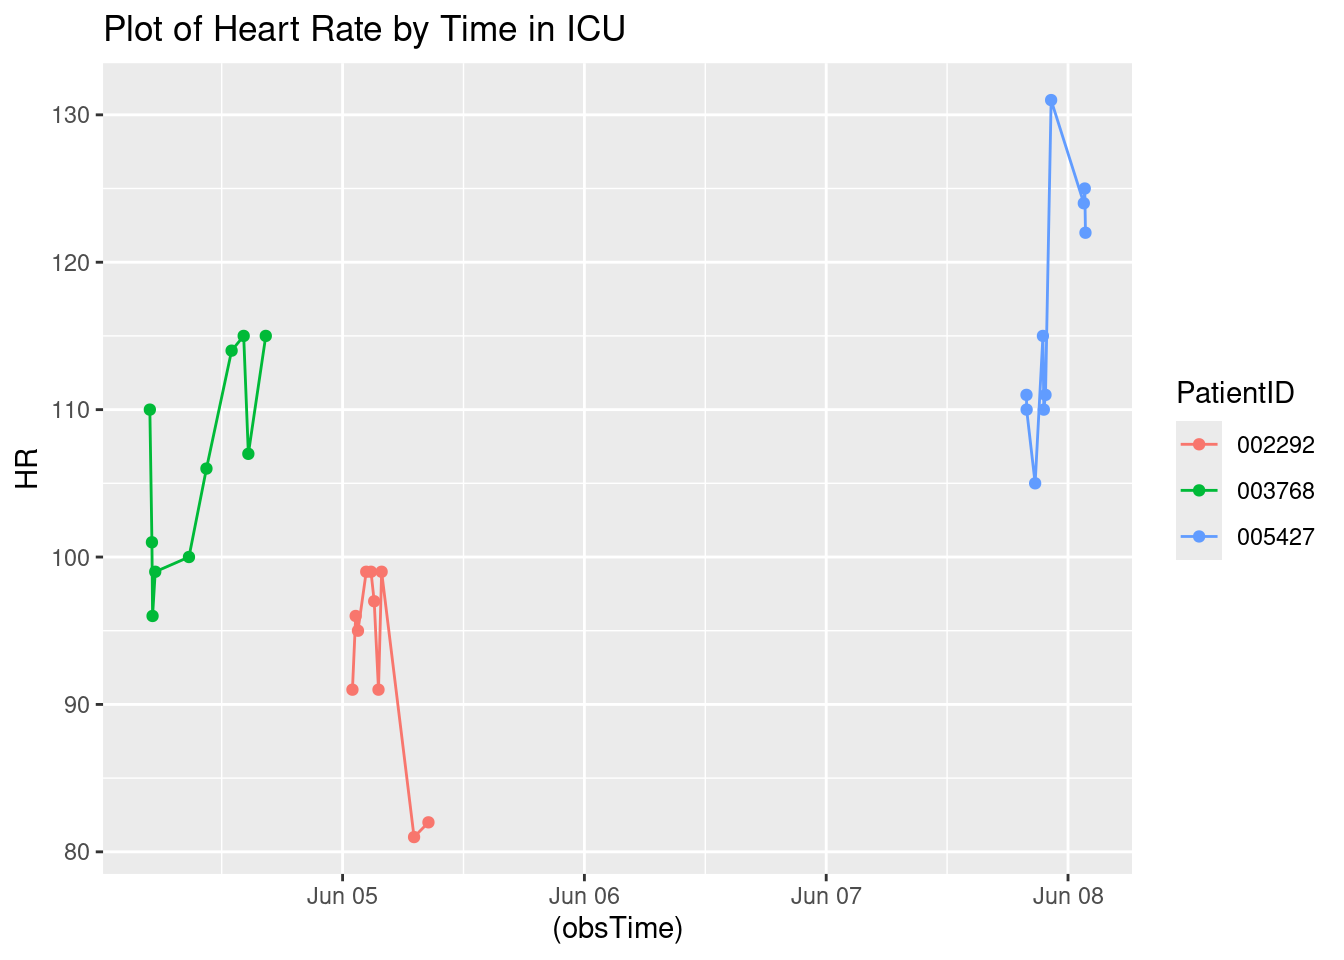 Plot of Heart Rate by Time in ICU
130
120
110
100
90
80
HR
Jun 05
Jun 06
Jun 07
Jun 08
(obsTime)
PatientID
002292
003768
005427